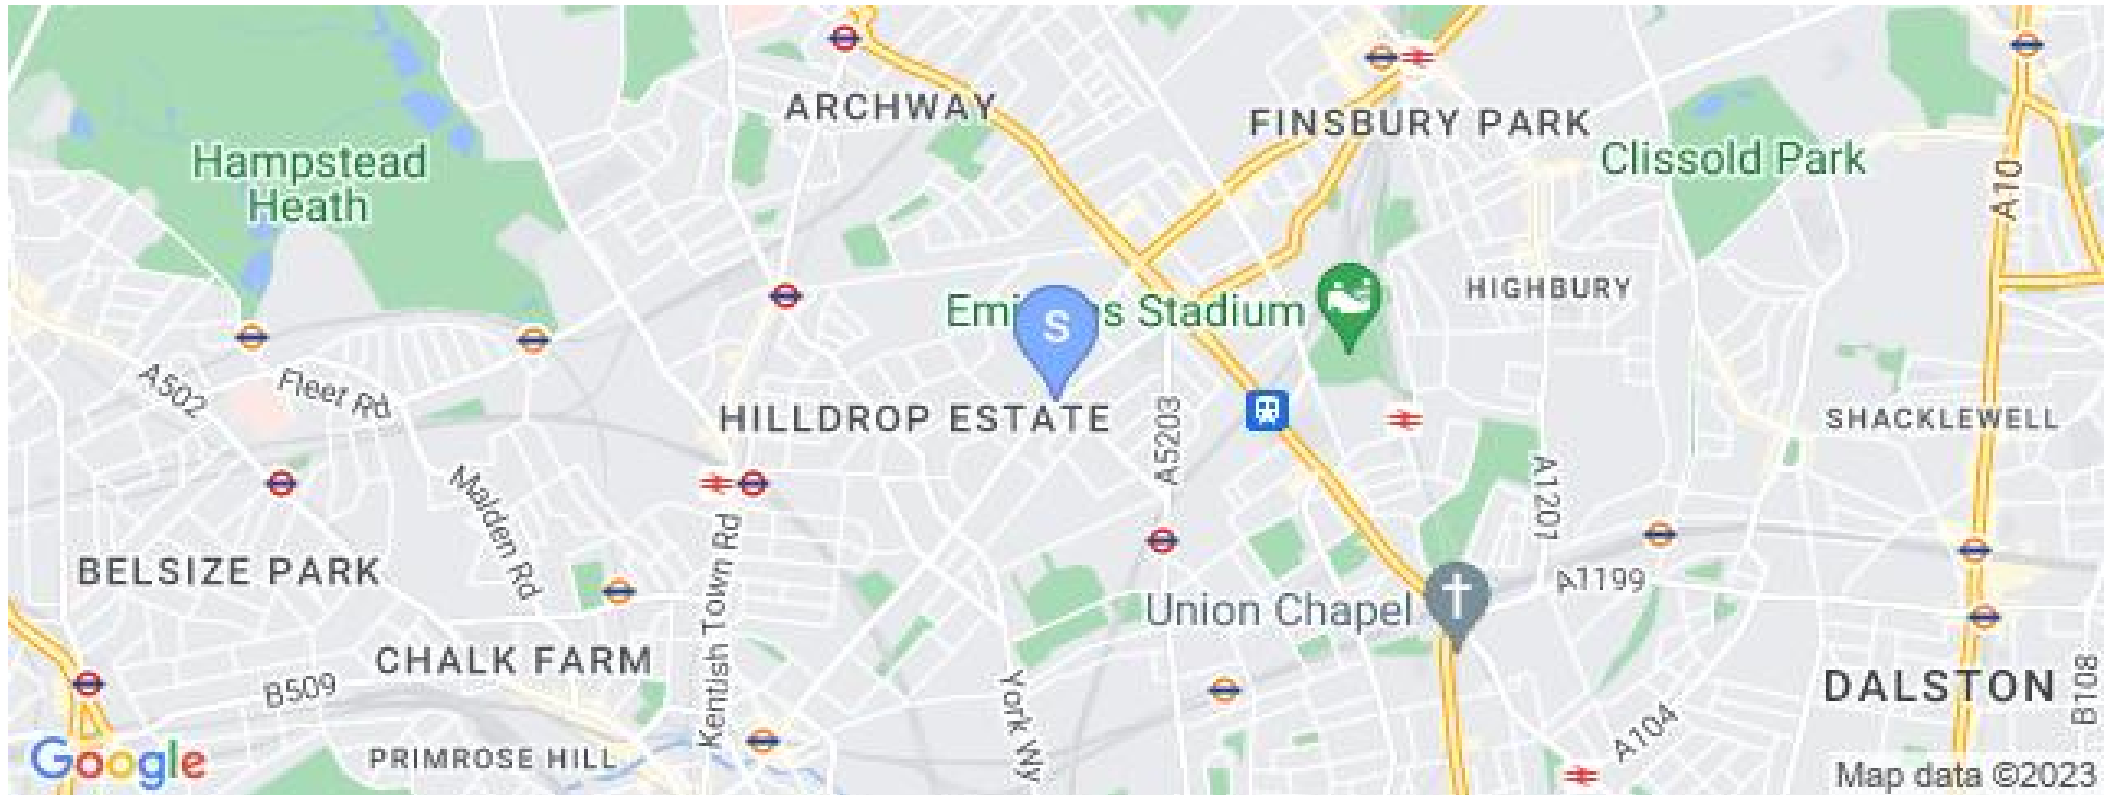 ARCHWAY
FINSBURY PARK
Hampstead
Heath
Clissold Park
A10
HIGHBURY
S
Stadium
A502
Fleet Rd
HILLDROP ESTATE
A5203
SHACKLEWELL
Malden Rd
A1201
BELSIZE PARK
Kentish Town Rd
A1199
Union Chapel
CHALK FARM
B509
York Wy
DALSTON
B108
A104
PRIMROSE HILL
Google
Map data ©2023